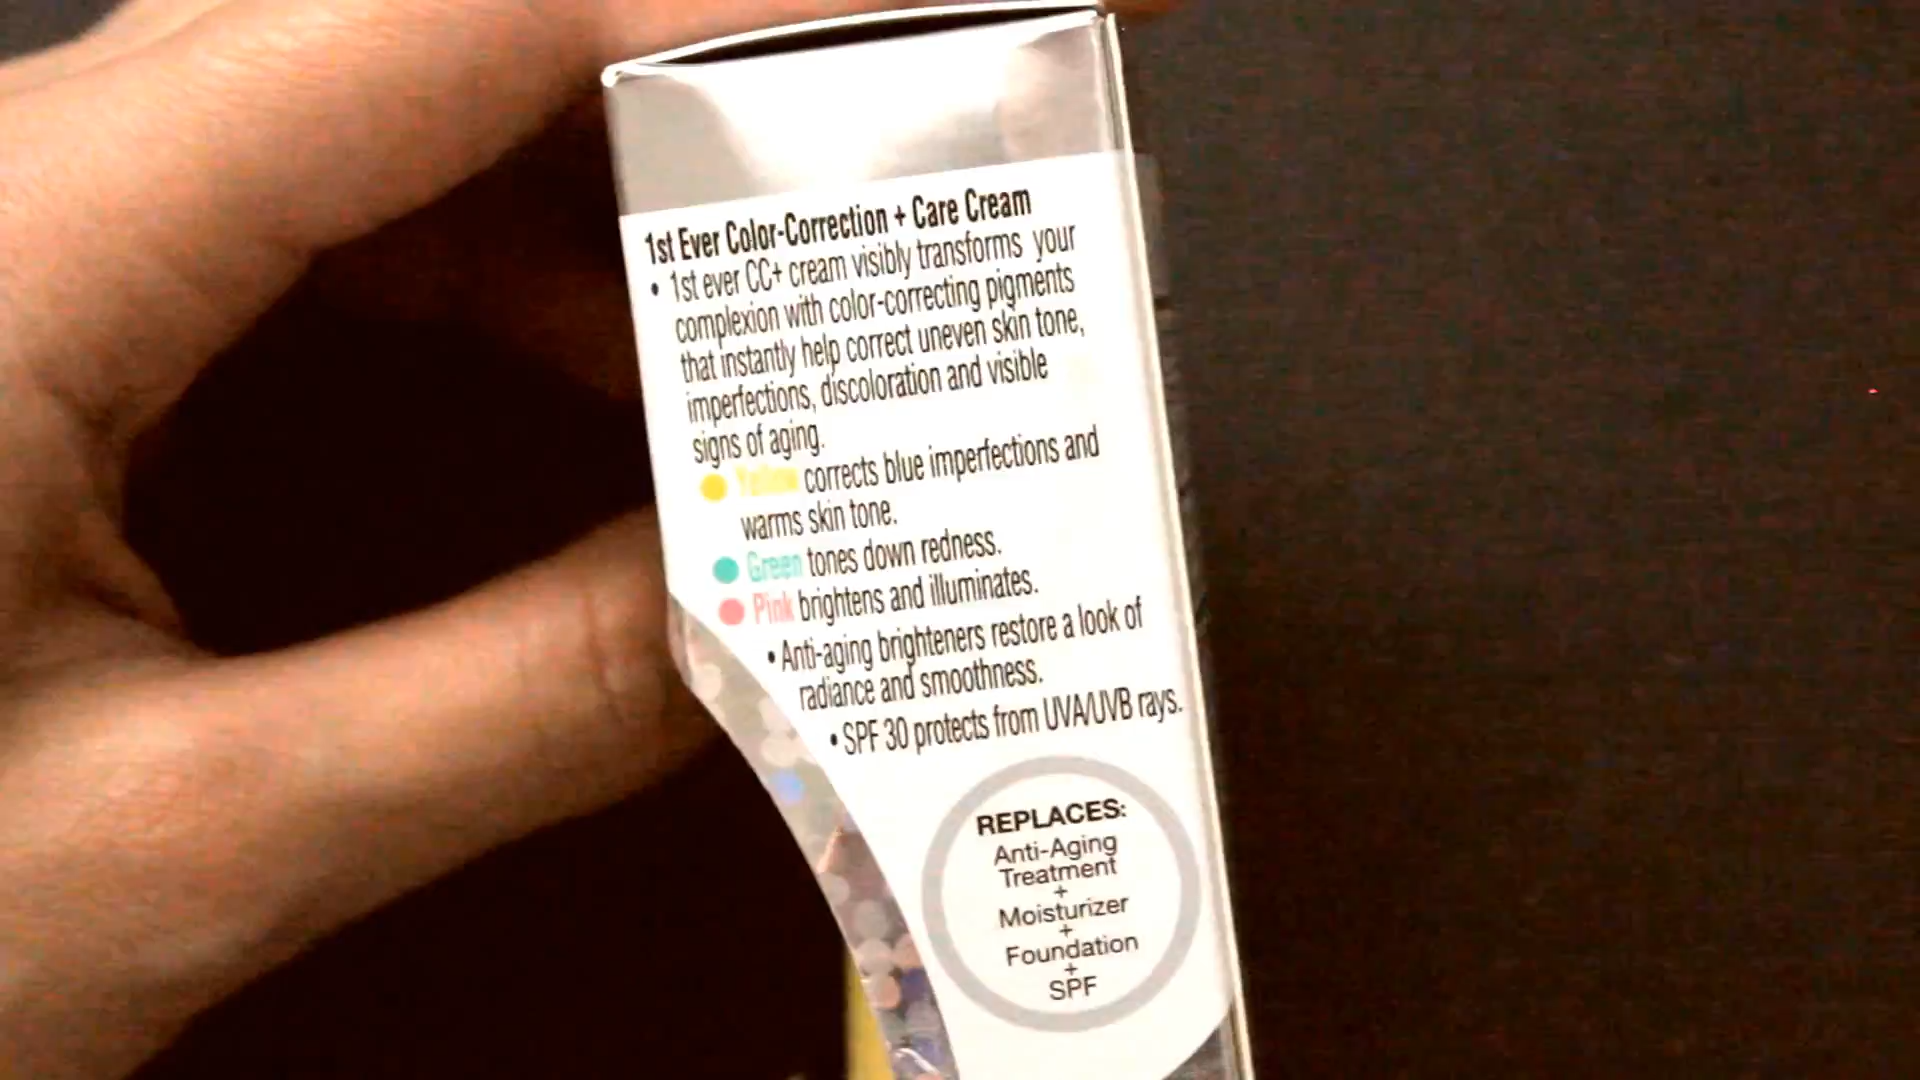 1st Ever Color-Correction + Care Cream
• 1st ever CC+ cream visibly transforms your
complexion with color-correcting pigments
that instantly help correct uneven skin tone,
imperfections, discoloration and visible
signs of aging.
Yellow corrects blue imperfections and
warms skin tone.
Green tones down redness.
Pink brightens and illuminates.
• Anti-aging brighteners restore a look of
radiance and smoothness.
• SPF 30 protects from UVA/UVB rays.
REPLACES:
Anti-Aging
Treatment
+
Moisturizer
+
Foundation
+
SPF